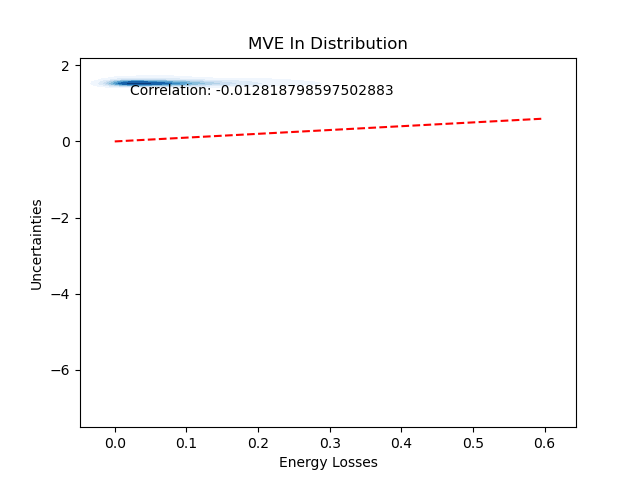 MVE In Distribution
2
Correlation: -0.012818798597502883
0
−2
−4
−6
Uncertainties
0.0 0.1 0.2 0.3 0.4 0.5 0.6
Energy Losses